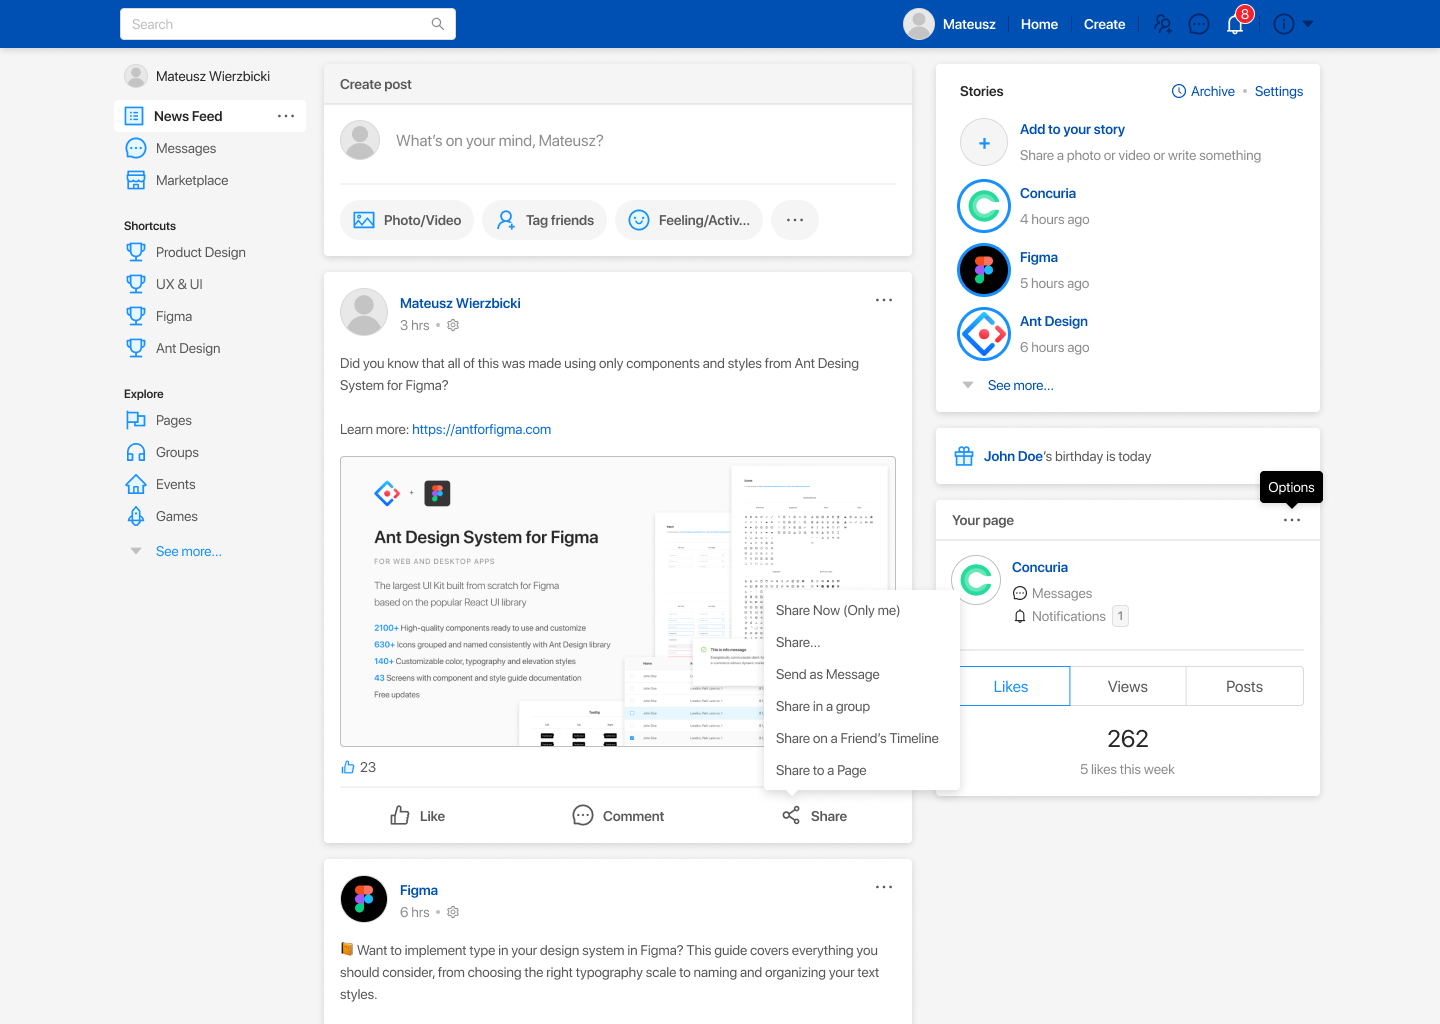 Search
Mateusz
Home
Create
8
Mateusz Wierzbicki
News Feed
Messages
Marketplace
Shortcuts
Product Design
UX & UI
Figma
Ant Design
Explore
Pages
Groups
Events
Games
See more...
Create post
What's on your mind, Mateusz?
Photo/Video
Tag friends
Feeling/Activ...
Mateusz Wierzbicki
3 hrs
Did you know that all of this was made using only components and styles from Ant Desing
System for Figma?
Learn more: https://antforfigma.com
+
Ant Design System for Figma
FOR WEB AND DESKTOP APPS
The largest UI Kit built from scratch for Figma
based on the popular React UI library
2100+ High-quality components ready to use and customize
630+ Icons grouped and named consistently with Ant Design library
140+ Customizable color, typography and elevation styles
43 Screens with component and style guide documentation
Free updates
This is info message
Tooltip
Share Now (Only me)
Share...
Send as Message
Share in a group
Share on a Friend's Timeline
Share to a Page
23
Like
Comment
Share
Figma
6 hrs
Want to implement type in your design system in Figma? This guide covers everything you
should consider, from choosing the right typography scale to naming and organizing your text
styles.
Stories
Archive
Settings
+
Add to your story
Share a photo or video or write something
Concuria
4 hours ago
Figma
5 hours ago
Ant Design
6 hours ago
See more...
John Doe's birthday is today
Options
Your page
Concuria
Messages
Notifications 1
Likes
Views
Posts
262
5 likes this week